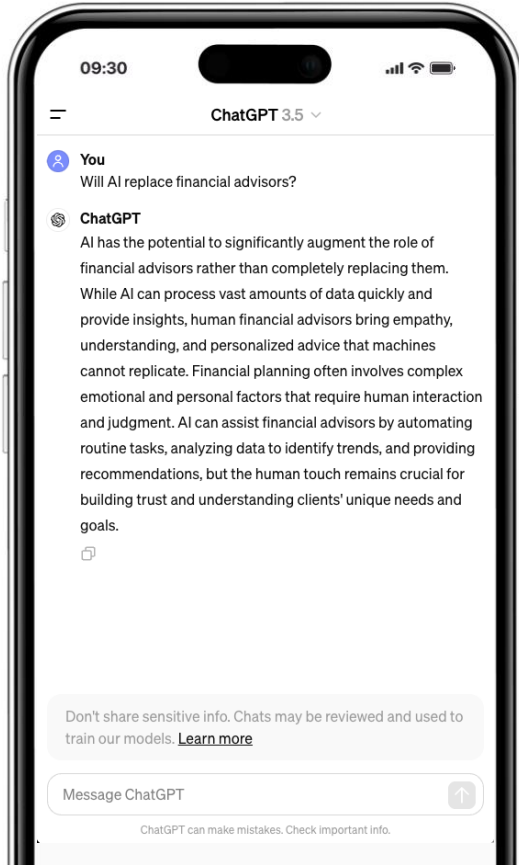 09:30
ChatGPT 3.5
You
Will AI replace financial advisors?
ChatGPT
AI has the potential to significantly augment the role of
financial advisors rather than completely replacing them.
While AI can process vast amounts of data quickly and
provide insights, human financial advisors bring empathy,
understanding, and personalized advice that machines
cannot replicate. Financial planning often involves complex
emotional and personal factors that require human interaction
and judgment. AI can assist financial advisors by automating
routine tasks, analyzing data to identify trends, and providing
recommendations, but the human touch remains crucial for
building trust and understanding clients' unique needs and
goals.
Don't share sensitive info. Chats may be reviewed and used to
train our models. Learn more
Message ChatGPT
ChatGPT can make mistakes. Check important info.